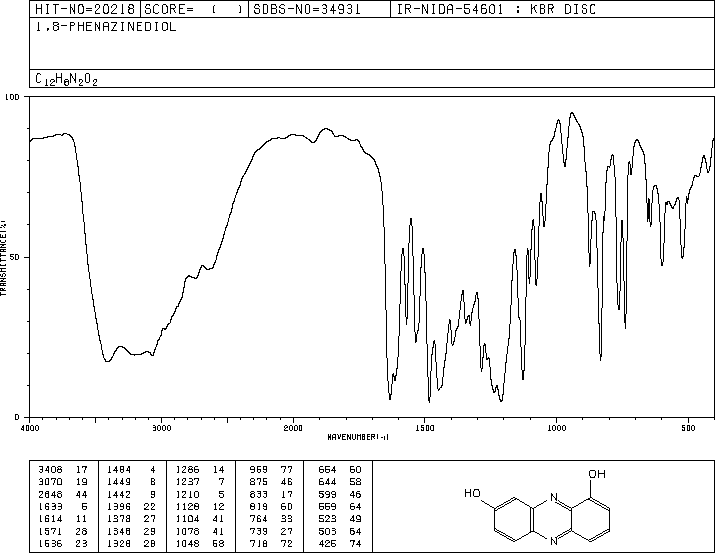 HIT-NO=20218 SCORE= ( ) SDBS-NO=34931 IR-NIDA-54601 : KBR DISC
1,8-PHENAZINEDIOL
C12H8N2O2
100
50
0
TRANSMITTANCE(%)
4000 3000 2000 1500 1000 500
WAVENUMBER(-1)
3408 17 1484 4 1286 14 969 77 654 60
3070 19 1449 8 1237 7 875 46 644 58
2648 44 1442 9 1210 5 833 17 599 46
1633 5 1396 22 1128 12 819 60 559 64
1614 11 1378 27 1104 41 764 33 523 49
1571 28 1348 29 1078 41 739 27 503 64
1536 23 1328 28 1048 58 718 72 426 74
OH
HO
N
N